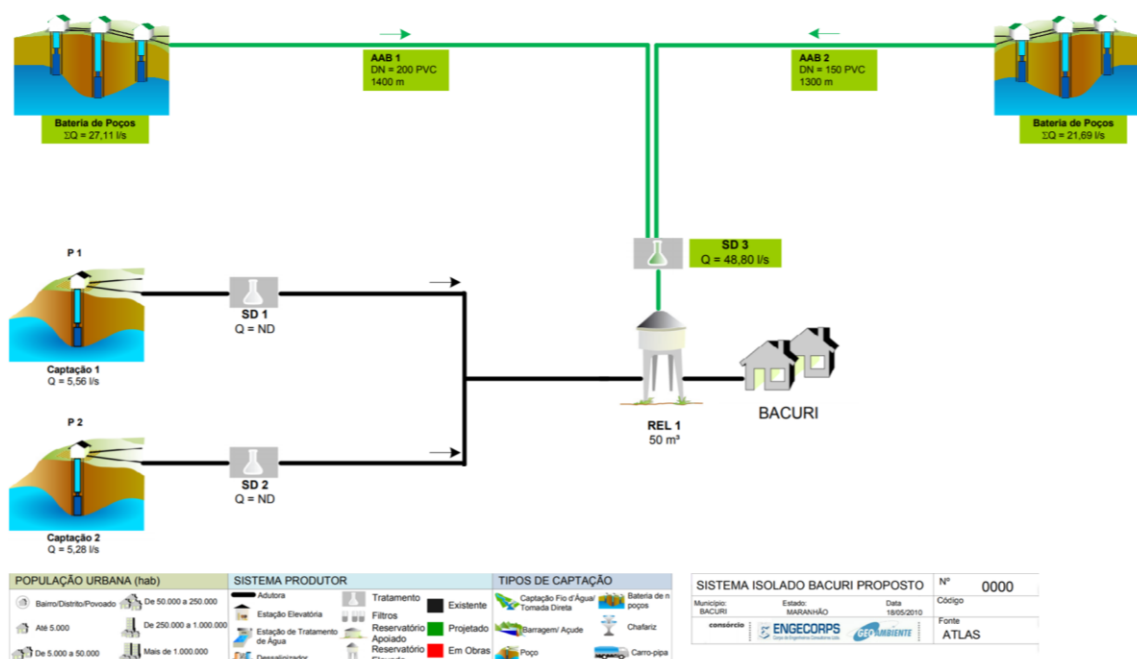 AAB 1
DN = 200 PVC
1400 m
AAB 2
DN = 150 PVC
1300 m
Bateria de Poços
ΣQ = 27,11 l/s
Bateria de Poços
ΣQ = 21,69 l/s
SD 3
Q = 48,80 l/s
P 1
SD 1
Q = ND
Captação 1
Q = 5,56 l/s
REL 1
50 m³
BACURI
P 2
SD 2
Q = ND
Captação 2
Q = 5,28 l/s
POPULAÇÃO URBANA (hab)
Bairro/Distrito/Povoado
De 50.000 a 250.000
Até 5.000
De 250.000 a 1.000.000
De 5.000 a 50.000
Mais de 1.000.000
SISTEMA PRODUTOR
Adutora
Estação Elevatória
Estação de Tratamento
de Água
Dessalinizador
Tratamento
Filtros
Reservatório
Apoiado
Reservatório
Elevado
Existente
Projetado
Em Obras
TIPOS DE CAPTAÇÃO
Captação Fio d'Água/
Tomada Direta
Bateria de n
poços
Barragem/ Açude
Chafariz
Poço
Carro-pipa
SISTEMA ISOLADO BACURI PROPOSTO
Nº
0000
Município:
BACURI
Estado:
MARANHÃO
Data
18/05/2010
Código
consórcio
ENGECORPS
GEOAMBIENTE
Fonte
ATLAS